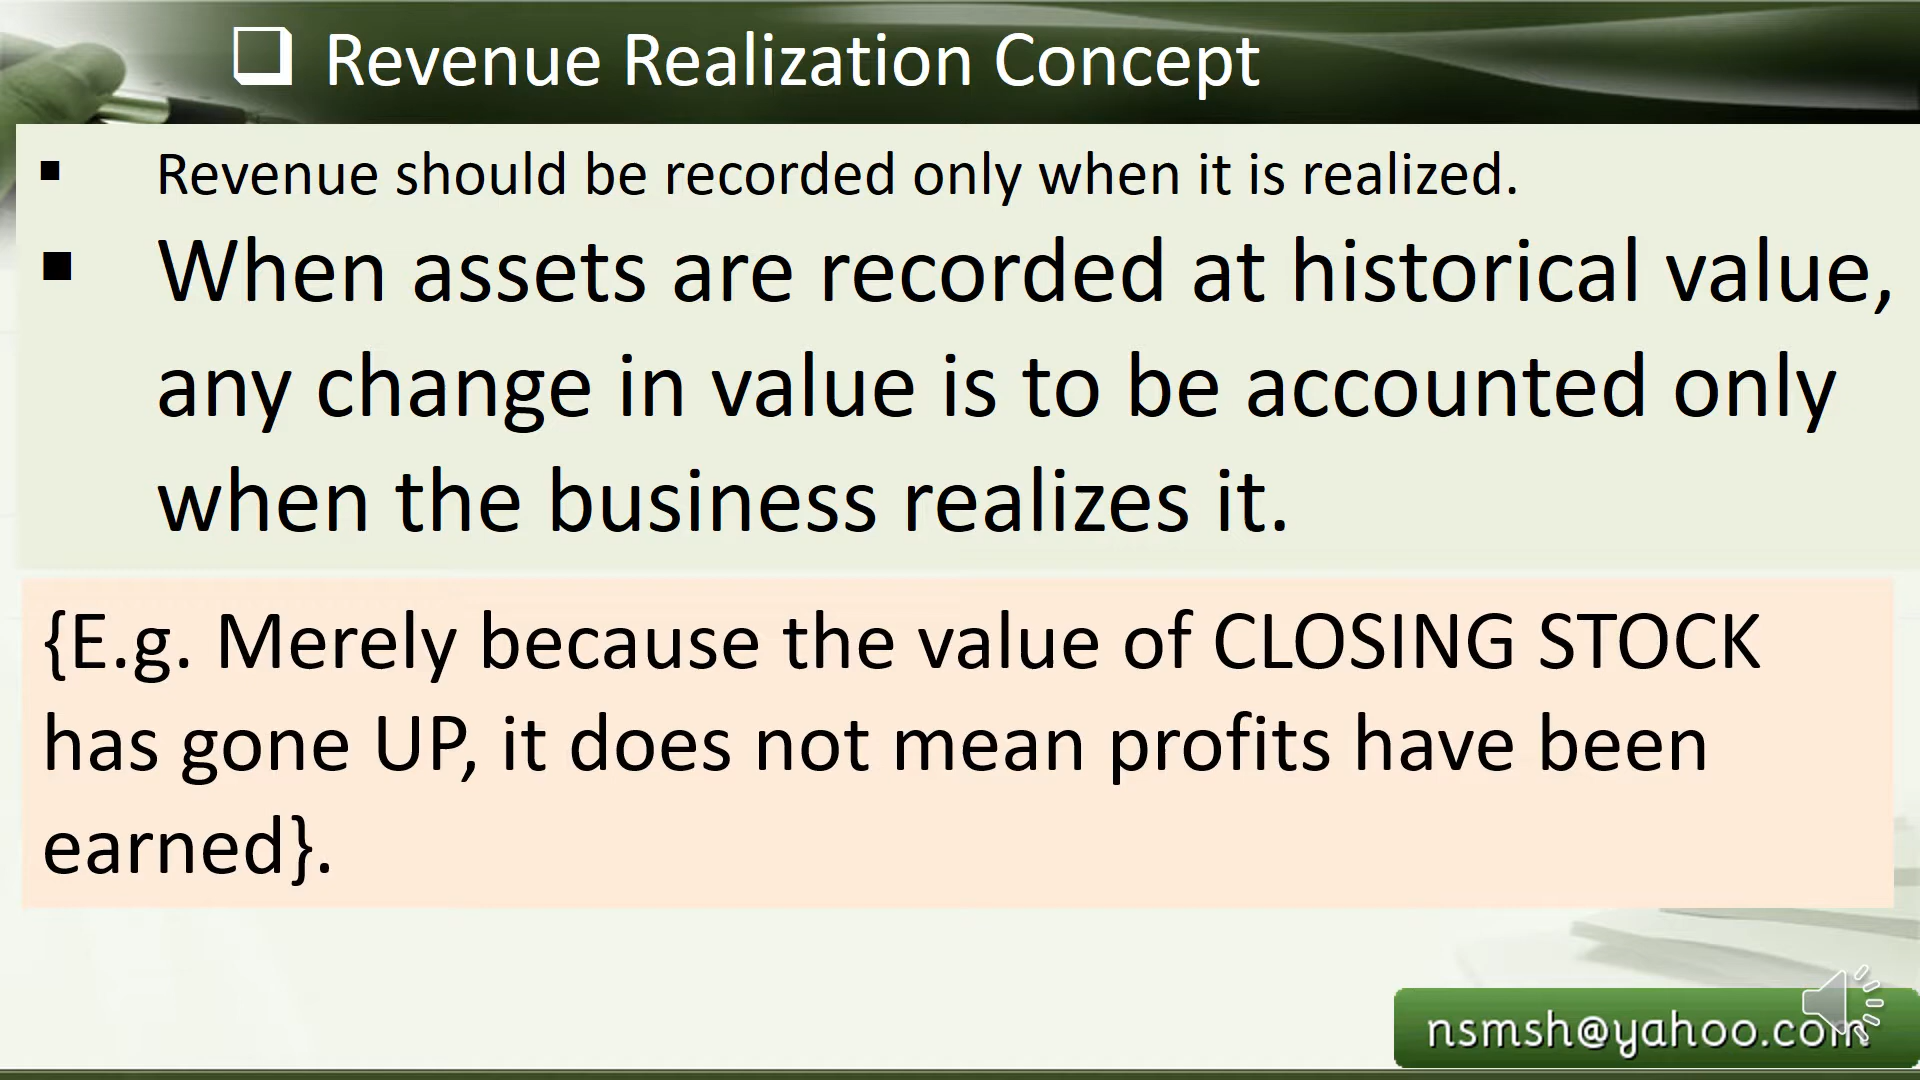 ❑ Revenue Realization Concept
▪ Revenue should be recorded only when it is realized.
▪ When assets are recorded at historical value,
any change in value is to be accounted only
when the business realizes it.
{E.g. Merely because the value of CLOSING STOCK
has gone UP, it does not mean profits have been
earned}.
nsmsh@yahoo.com